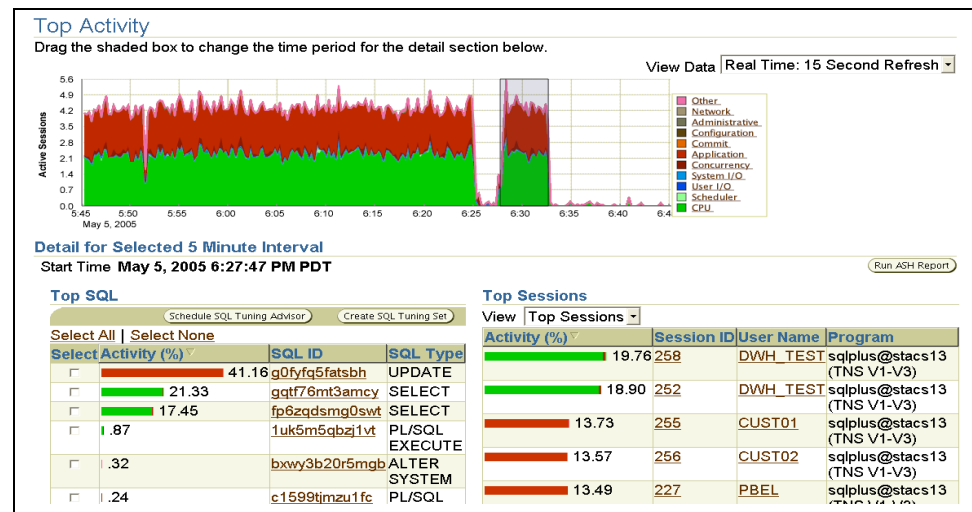 Top Activity
Drag the shaded box to change the time period for the detail section below.
View Data Real Time: 15 Second Refresh
5.6
4.9
4.2
3.5
2.8
2.1
1.4
0.7
0.0
Active Sessions
5:45 5:50 5:55 6:00 6:05 6:10 6:15 6:20 6:25 6:30 6:35 6:40 6:4
May 5, 2005
Other
Network
Administrative
Configuration
Commit
Application
Concurrency
System I/O
User I/O
Scheduler
CPU
Detail for Selected 5 Minute Interval
Start Time May 5, 2005 6:27:47 PM PDT
Run ASH Report
Top SQL
Schedule SQL Tuning Advisor Create SQL Tuning Set
Select All | Select None
Select Activity (%) SQL ID SQL Type
41.16 g0fyfq5fatsbh UPDATE
21.33 gqtf76mt3amcy SELECT
17.45 fp6zqdsmg0swt SELECT
.87 1uk5m5qbzj1vt PL/SQL
EXECUTE
.32 bxwy3b20r5mgb ALTER
SYSTEM
.24 c1599tjmzu1fc PL/SQL
Top Sessions
View Top Sessions
Activity (%) Session ID User Name Program
19.76 258 DWH_TEST sqlplus@stacs13
(TNS V1-V3)
18.90 252 DWH_TEST sqlplus@stacs13
(TNS V1-V3)
13.73 255 CUST01 sqlplus@stacs13
(TNS V1-V3)
13.57 256 CUST02 sqlplus@stacs13
(TNS V1-V3)
13.49 227 PBEL sqlplus@stacs13
(TNS V1-V3)